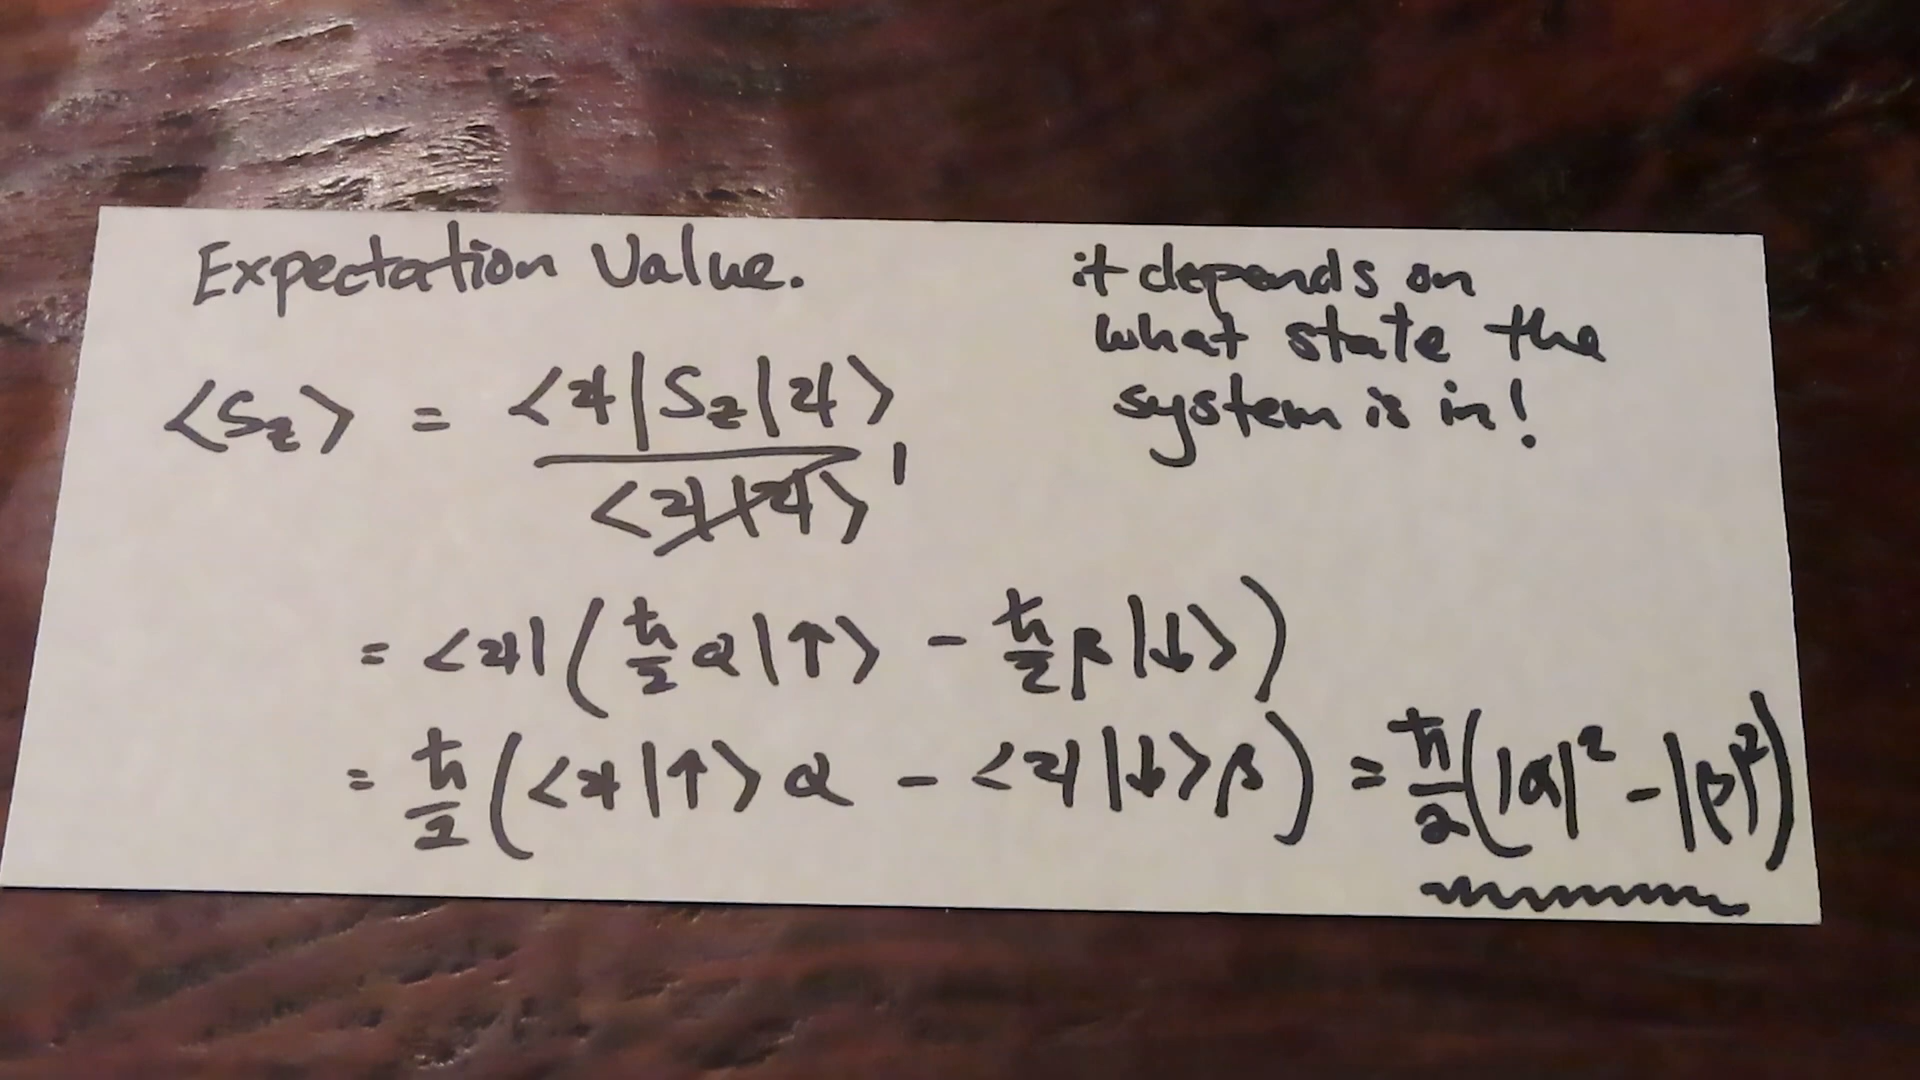 Expectation Value.
it depends on
what state the
system is in!
⟨S_z⟩ = ⟨ψ|S_z|ψ⟩ / ⟨ψ|ψ⟩ 1
= ⟨ψ| (ħ/2 α|↑⟩ - ħ/2 β|↓⟩)
= ħ/2 (⟨ψ|↑⟩ α - ⟨ψ|↓⟩ β) = ħ/2 (|α|² - |β|²)